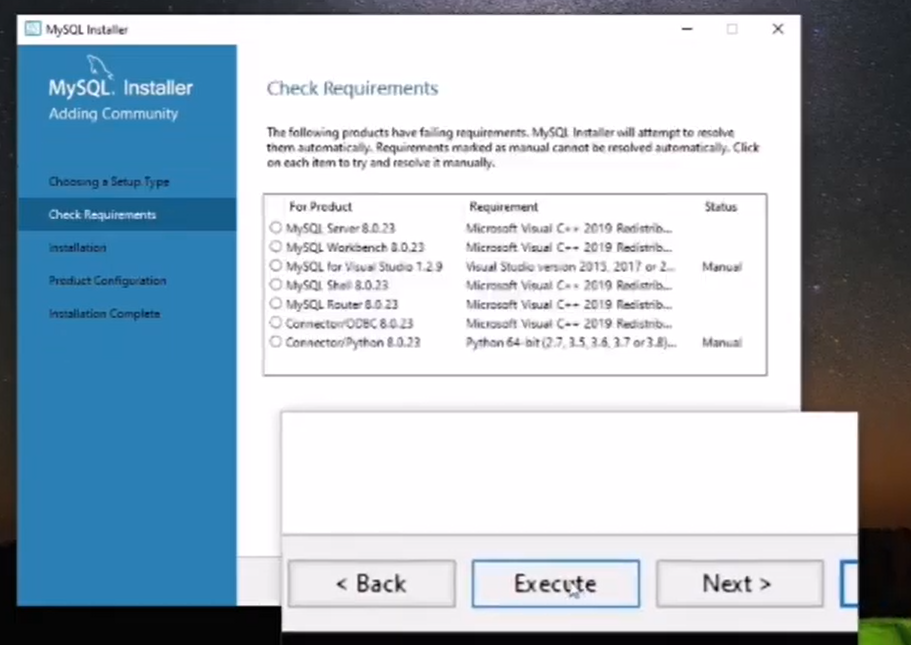 MySQL Installer
MySQL. Installer
Adding Community
Choosing a Setup Type
Check Requirements
Installation
Product Configuration
Installation Complete
Check Requirements
The following products have failing requirements. MySQL Installer will attempt to resolve
them automatically. Requirements marked as manual cannot be resolved automatically. Click
on each item to try and resolve it manually.
For Product Requirement Status
MySQL Server 8.0.23 Microsoft Visual C++ 2019 Redistrib...
MySQL Workbench 8.0.23 Microsoft Visual C++ 2019 Redistrib...
MySQL for Visual Studio 1.2.9 Visual Studio version 2015, 2017 or 2... Manual
MySQL Shell 8.0.23 Microsoft Visual C++ 2019 Redistrib...
MySQL Router 8.0.23 Microsoft Visual C++ 2019 Redistrib...
Connector/ODBC 8.0.23 Microsoft Visual C++ 2019 Redistrib...
Connector/Python 8.0.23 Python 64-bit (2.7, 3.5, 3.6, 3.7 or 3.8)... Manual
< Back Execute Next >